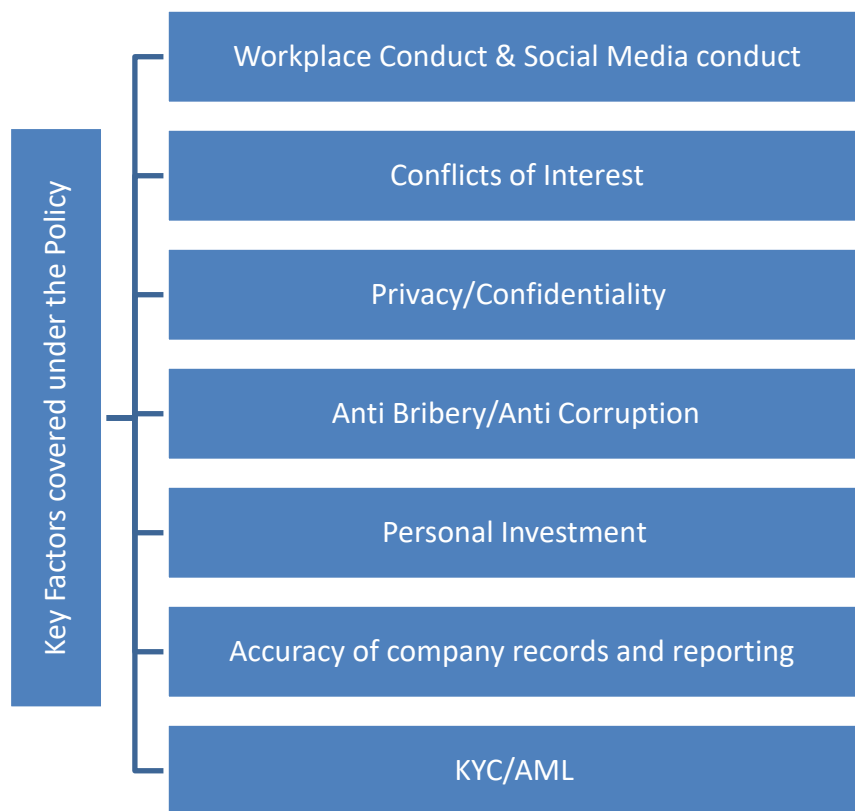 Key Factors covered under the Policy
Workplace Conduct & Social Media conduct
Conflicts of Interest
Privacy/Confidentiality
Anti Bribery/Anti Corruption
Personal Investment
Accuracy of company records and reporting
KYC/AML